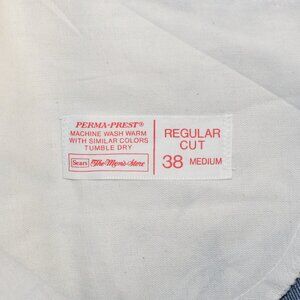 PERMA-PREST®
MACHINE WASH WARM
WITH SIMILAR COLORS
TUMBLE DRY
Sears The Men's Store
REGULAR
CUT
38 MEDIUM